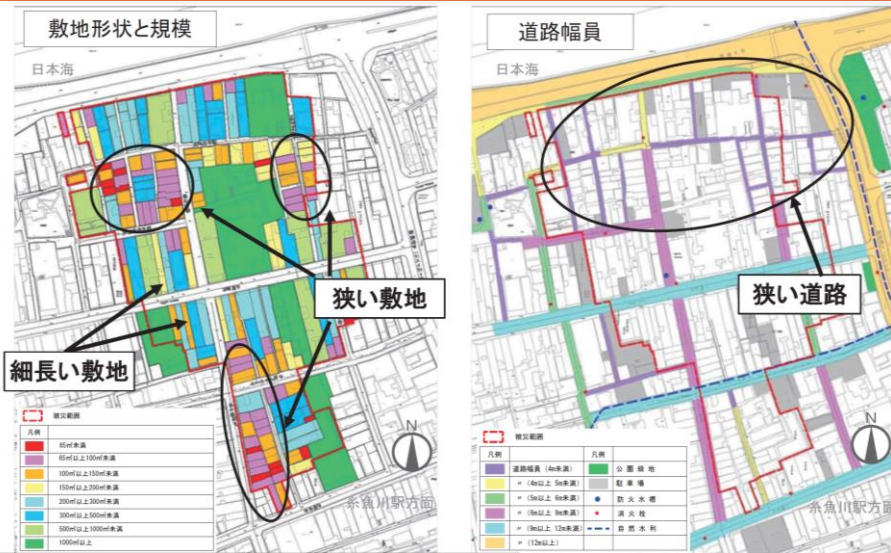 敷地形状と規模
日本海
狭い敷地
細長い敷地
被災範囲
凡例
65㎡未満
65㎡以上100㎡未満
100㎡以上150㎡未満
150㎡以上200㎡未満
200㎡以上300㎡未満
300㎡以上500㎡未満
500㎡以上1000㎡未満
1000㎡以上
N
糸魚川駅方面
道路幅員
日本海
狭い道路
被災範囲
凡例 凡例
道路幅員（4m未満） 公園緑地
〃（4m以上 5m未満） 駐車場
〃（5m以上 6m未満） 防火水槽
〃（6m以上 9m未満） 消火栓
〃（9m以上 12m未満） 自然水利
〃（12m以上）
N
糸魚川駅方面